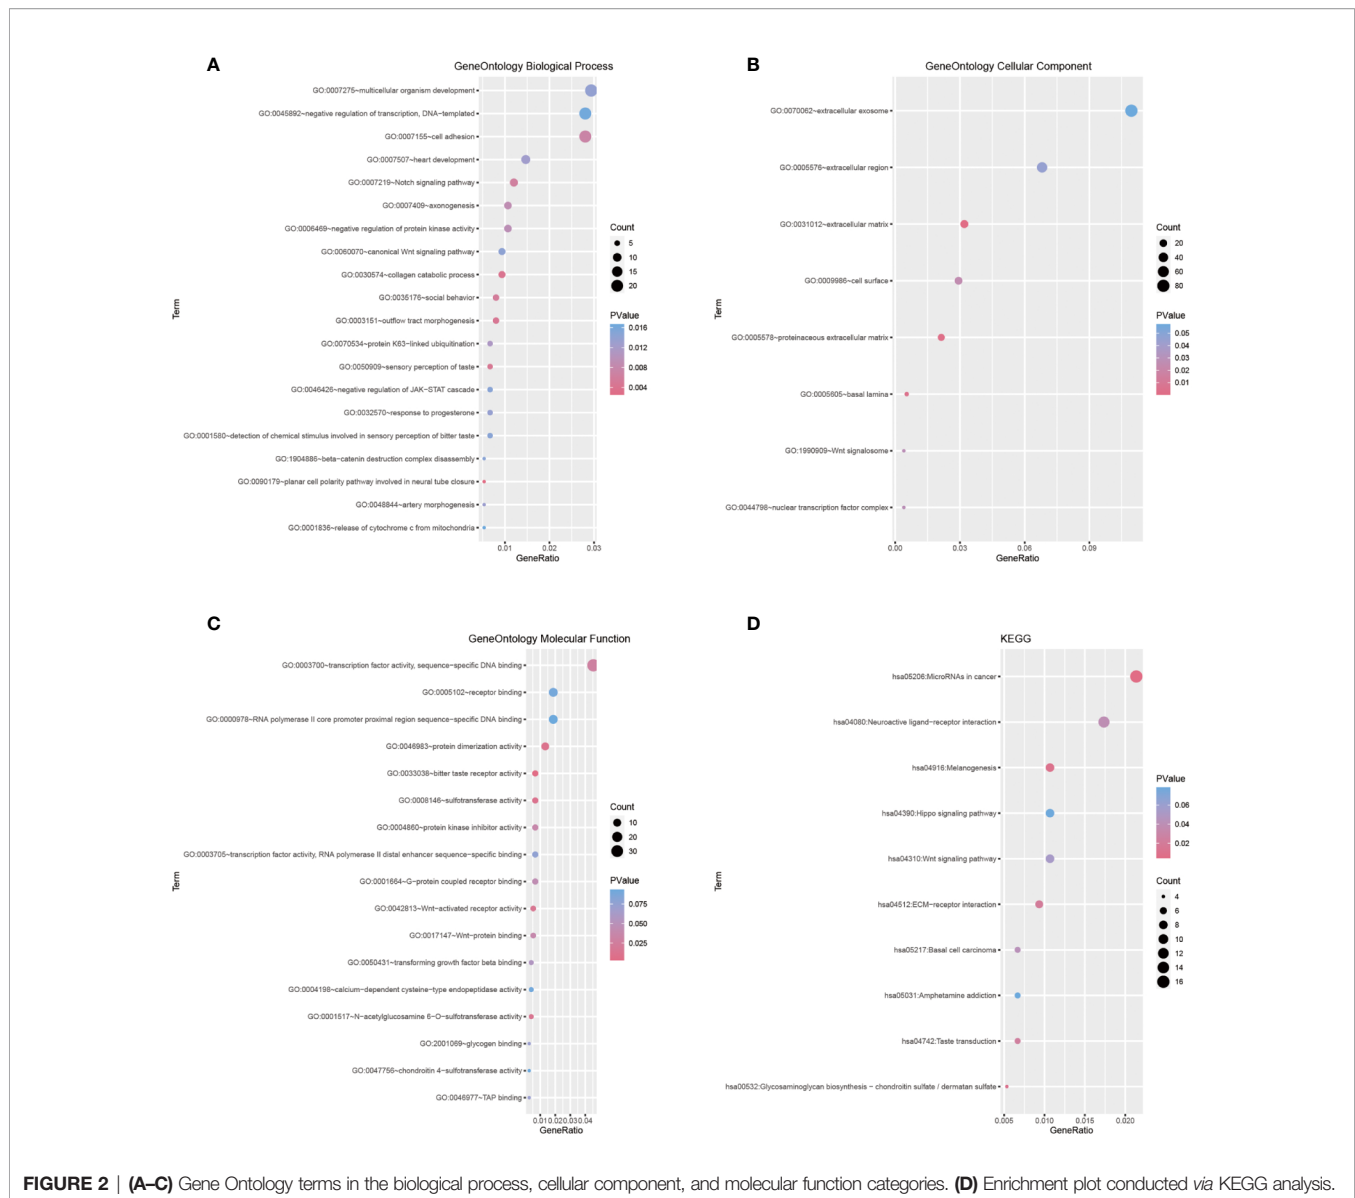 A
GeneOntology Biological Process
GO:0007275~multicellular organism development
GO:0045892~negative regulation of transcription, DNA-templated
GO:0007155~cell adhesion
GO:0007507~heart development
GO:0007219~Notch signaling pathway
GO:0007409~axonogenesis
GO:0006469~negative regulation of protein kinase activity
GO:0060070~canonical Wnt signaling pathway
GO:0030574~collagen catabolic process
GO:0035176~social behavior
GO:0003151~outflow tract morphogenesis
GO:0070534~protein K63-linked ubiquitination
GO:0050909~sensory perception of taste
GO:0046426~negative regulation of JAK-STAT cascade
GO:0032570~response to progesterone
GO:0001580~detection of chemical stimulus involved in sensory perception of bitter taste
GO:1904886~beta-catenin destruction complex disassembly
GO:0090179~planar cell polarity pathway involved in neural tube closure
GO:0048844~artery morphogenesis
GO:0001836~release of cytochrome c from mitochondria
Term
0.01 0.02 0.03
GeneRatio
Count
5
10
15
20
PValue
0.016
0.012
0.008
0.004
B
GeneOntology Cellular Component
GO:0070062~extracellular exosome
GO:0005576~extracellular region
GO:0031012~extracellular matrix
GO:0009986~cell surface
GO:0005578~proteinaceous extracellular matrix
GO:0005605~basal lamina
GO:1990909~Wnt signalosome
GO:0044798~nuclear transcription factor complex
Term
0.00 0.03 0.06 0.09
GeneRatio
Count
20
40
60
80
PValue
0.05
0.04
0.03
0.02
0.01
C
GeneOntology Molecular Function
GO:0003700~transcription factor activity, sequence-specific DNA binding
GO:0005102~receptor binding
GO:0000978~RNA polymerase II core promoter proximal region sequence-specific DNA binding
GO:0046983~protein dimerization activity
GO:0033038~bitter taste receptor activity
GO:0008146~sulfotransferase activity
GO:0004860~protein kinase inhibitor activity
GO:0003705~transcription factor activity, RNA polymerase II distal enhancer sequence-specific binding
GO:0001664~G-protein coupled receptor binding
GO:0042813~Wnt-activated receptor activity
GO:0017147~Wnt-protein binding
GO:0050431~transforming growth factor beta binding
GO:0004198~calcium-dependent cysteine-type endopeptidase activity
GO:0001517~N-acetylglucosamine 6-O-sulfotransferase activity
GO:2001069~glycogen binding
GO:0047756~chondroitin 4-sulfotransferase activity
GO:0046977~TAP binding
Term
0.01 0.02 0.03 0.04
GeneRatio
Count
10
20
30
PValue
0.075
0.050
0.025
D
KEGG
hsa05206:MicroRNAs in cancer
hsa04080:Neuroactive ligand-receptor interaction
hsa04916:Melanogenesis
hsa04390:Hippo signaling pathway
hsa04310:Wnt signaling pathway
hsa04512:ECM-receptor interaction
hsa05217:Basal cell carcinoma
hsa05031:Amphetamine addiction
hsa04742:Taste transduction
hsa00532:Glycosaminoglycan biosynthesis - chondroitin sulfate / dermatan sulfate
Term
0.005 0.010 0.015 0.020
GeneRatio
PValue
0.06
0.04
0.02
Count
4
6
8
10
12
14
16
FIGURE 2 | (A–C) Gene Ontology terms in the biological process, cellular component, and molecular function categories. (D) Enrichment plot conducted via KEGG analysis.